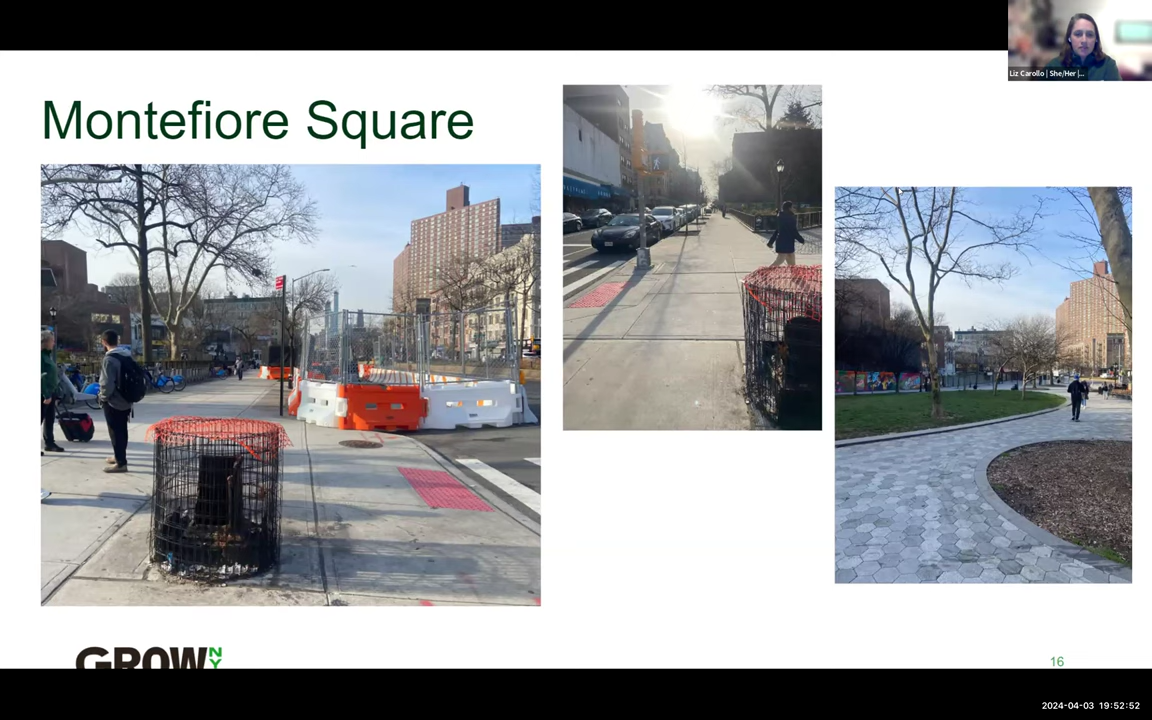 Liz Carollo | She/Her |...
Montefiore Square
GROW NY
16
2024-04-03 19:52:52